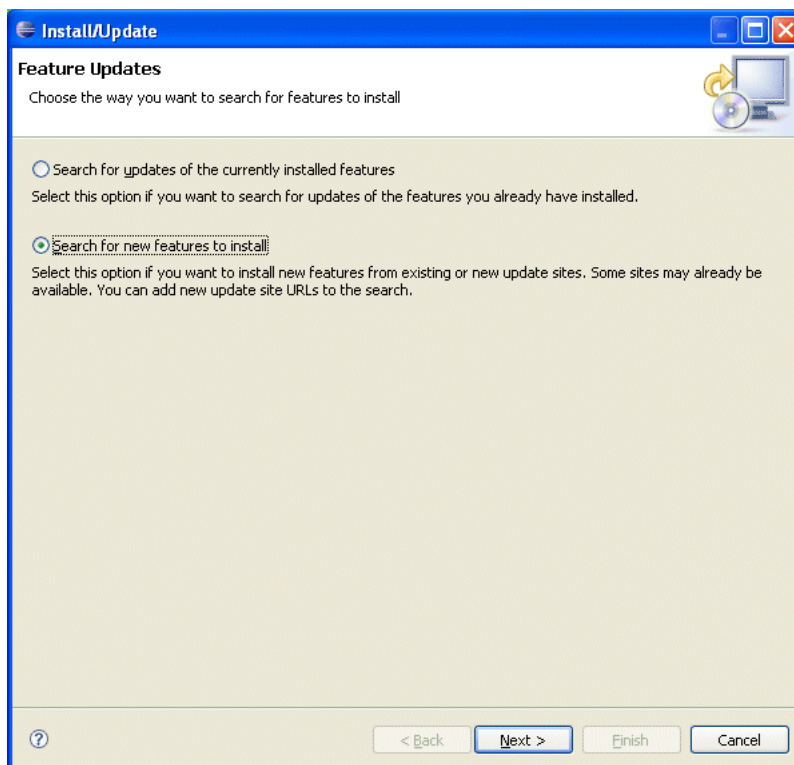 Install/Update
Feature Updates
Choose the way you want to search for features to install
Search for updates of the currently installed features
Select this option if you want to search for updates of the features you already have installed.
Search for new features to install
Select this option if you want to install new features from existing or new update sites. Some sites may already be
available. You can add new update site URLs to the search.
?
< Back
Next >
Finish
Cancel